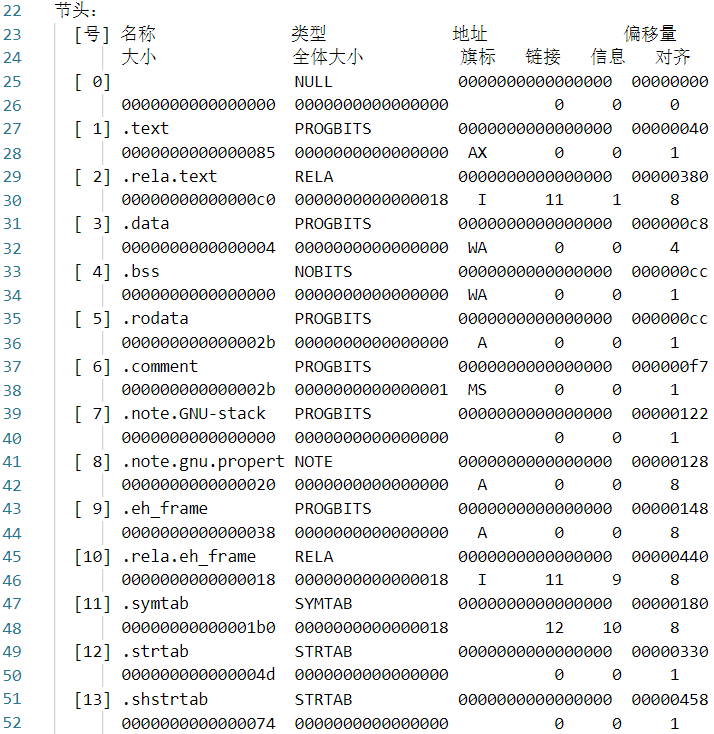 22 节头：
23 [号] 名称 类型 地址 偏移量
24 大小 全体大小 旗标 链接 信息 对齐
25 [ 0] NULL 0000000000000000 00000000
26 0000000000000000 0000000000000000 0 0 0
27 [ 1] .text PROGBITS 0000000000000000 00000040
28 0000000000000085 0000000000000000 AX 0 0 1
29 [ 2] .rela.text RELA 0000000000000000 00000380
30 00000000000000c0 0000000000000018 I 11 1 8
31 [ 3] .data PROGBITS 0000000000000000 000000c8
32 0000000000000004 0000000000000000 WA 0 0 4
33 [ 4] .bss NOBITS 0000000000000000 000000cc
34 0000000000000000 0000000000000000 WA 0 0 1
35 [ 5] .rodata PROGBITS 0000000000000000 000000cc
36 000000000000002b 0000000000000000 A 0 0 1
37 [ 6] .comment PROGBITS 0000000000000000 000000f7
38 000000000000002b 0000000000000001 MS 0 0 1
39 [ 7] .note.GNU-stack PROGBITS 0000000000000000 00000122
40 0000000000000000 0000000000000000 0 0 1
41 [ 8] .note.gnu.propert NOTE 0000000000000000 00000128
42 0000000000000020 0000000000000000 A 0 0 8
43 [ 9] .eh_frame PROGBITS 0000000000000000 00000148
44 0000000000000038 0000000000000000 A 0 0 8
45 [10] .rela.eh_frame RELA 0000000000000000 00000440
46 0000000000000018 0000000000000018 I 11 9 8
47 [11] .symtab SYMTAB 0000000000000000 00000180
48 00000000000001b0 0000000000000018 12 10 8
49 [12] .strtab STRTAB 0000000000000000 00000330
50 000000000000004d 0000000000000000 0 0 1
51 [13] .shstrtab STRTAB 0000000000000000 00000458
52 0000000000000074 0000000000000000 0 0 1